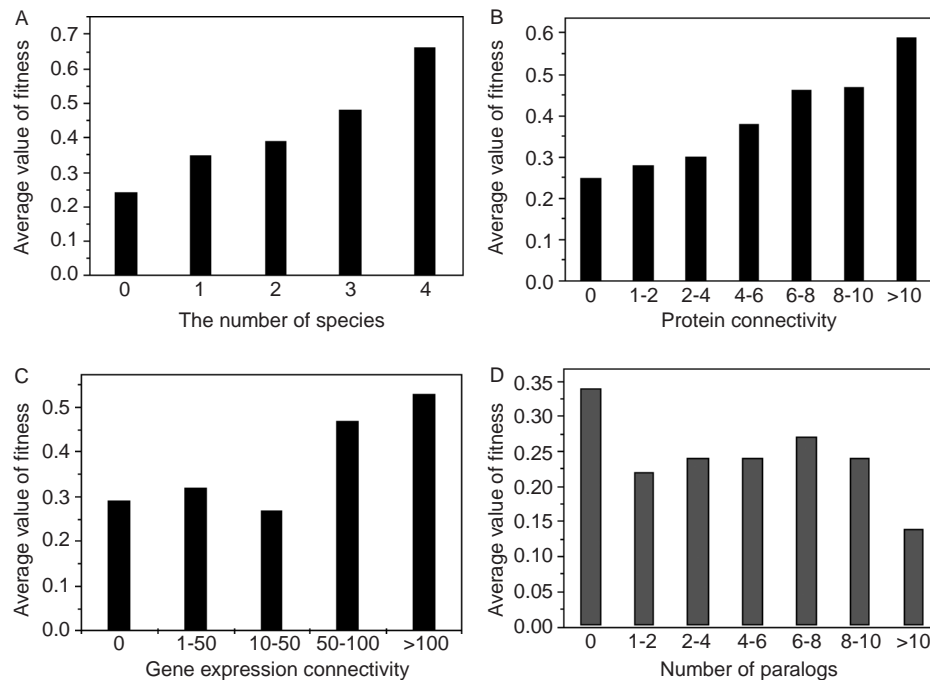 A
Average value of fitness
0.7
0.6
0.5
0.4
0.3
0.2
0.1
0.0
0 1 2 3 4
The number of species
B
Average value of fitness
0.6
0.5
0.4
0.3
0.2
0.1
0.0
0 1-2 2-4 4-6 6-8 8-10 >10
Protein connectivity
C
Average value of fitness
0.5
0.4
0.3
0.2
0.1
0.0
0 1-50 10-50 50-100 >100
Gene expression connectivity
D
Average value of fitness
0.35
0.30
0.25
0.20
0.15
0.10
0.05
0.00
0 1-2 2-4 4-6 6-8 8-10 >10
Number of paralogs